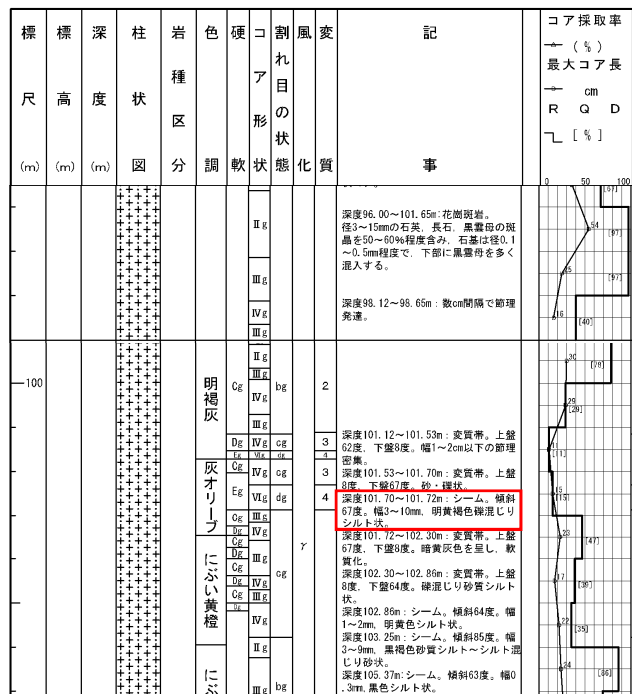 標尺(m)
標高(m)
深度(m)
柱状図
岩種区分
色調
硬軟
コア形状
割れ目の状態
風化
変質
記事
コア採取率
(%)
最大コア長
cm
R Q D
[%]
0 50 100
[67]
Ⅱg
深度96.00～101.65m:花崗斑岩。
径3～15mmの石英, 長石, 黒雲母の斑
晶を50～60%程度含み, 石基は径0.1
～0.5mm程度で, 下部に黒雲母を多く
混入する。
54
[97]
Ⅲg
25
[97]
Ⅳg
深度98.12～98.65m：数cm間隔で節理
発達。
16
[40]
Ⅲg
Ⅱg
30
[78]
100
明褐灰
Cg
Ⅲg
bg
2
Ⅳg
29
[29]
Ⅲg
深度101.12～101.53m：変質帯。上盤
62度, 下盤8度。幅1～2cm以下の節理
密集。
Dg
Ⅳg
cg
3
11
[11]
Eg
Ⅵg
dg
4
深度101.53～101.70m：変質帯。上盤
8度, 下盤67度。砂・礫状。
灰オリーブ
Cg
Ⅳg
cg
3
Eg
Ⅵg
dg
4
15
[15]
深度101.70～101.72m：シーム。傾斜
67度。幅3～10mm, 明黄褐色礫混じり
シルト状。
Cg
Ⅲg
Dg
Ⅳg
γ
深度101.72～102.30m：変質帯。上盤
67度, 下盤8度。暗黄灰色を呈し, 軟
質化。
23
[47]
にぶい黄橙
Cg
Dg
Ⅲg
Cg
cg
深度102.30～102.86m：変質帯。上盤
8度, 下盤64度。礫混じり砂質シルト
状。
Dg
Ⅳg
17
[39]
Cg
Ⅲg
Dg
Ⅳg
深度102.86m：シーム。傾斜64度。幅
1～2mm, 明黄色シルト状。
22
[35]
深度103.25m：シーム。傾斜85度。幅
3～9mm, 黒褐色砂質シルト～シルト混
じり砂状。
Ⅱg
にぶ
Ⅲg
bg
深度105.37m:シーム。傾斜63度。幅0
.3mm,黒色シルト状。
24
[86]